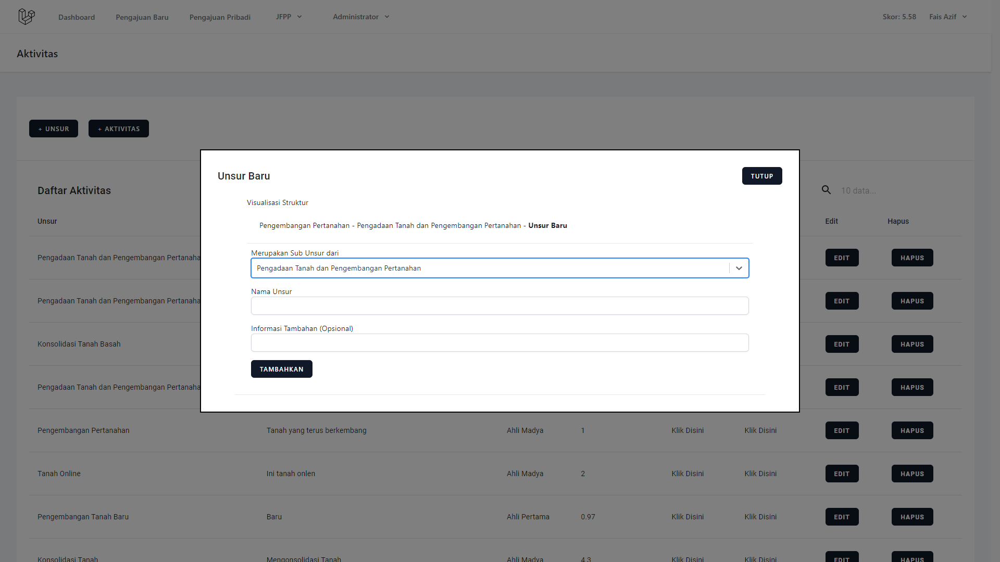 Dashboard Pengajuan Baru Pengajuan Pribadi JFPP Administrator Skor: 5.58 Fais Azif
Aktivitas
+ UNSUR + AKTIVITAS
Unsur Baru TUTUP
Visualisasi Struktur
Pengembangan Pertanahan - Pengadaan Tanah dan Pengembangan Pertanahan - Unsur Baru
Merupakan Sub Unsur dari
Pengadaan Tanah dan Pengembangan Pertanahan
Nama Unsur
Informasi Tambahan (Opsional)
TAMBAHKAN
Daftar Aktivitas 10 data...
Unsur Edit Hapus
Pengadaan Tanah dan Pengembangan Pertanaha EDIT HAPUS
Pengadaan Tanah dan Pengembangan Pertanaha EDIT HAPUS
Konsolidasi Tanah Basah EDIT HAPUS
Pengadaan Tanah dan Pengembangan Pertanaha EDIT HAPUS
Pengembangan Pertanahan Tanah yang terus berkembang Ahli Madya 1 Klik Disini Klik Disini EDIT HAPUS
Tanah Online Ini tanah onlen Ahli Madya 2 Klik Disini Klik Disini EDIT HAPUS
Pengembangan Tanah Baru Baru Ahli Pertama 0.97 Klik Disini Klik Disini EDIT HAPUS
Konsolidasi Tanah Mengonsolidasi Tanah Ahli Madya 4.3 Klik Disini Klik Disini EDIT HAPUS